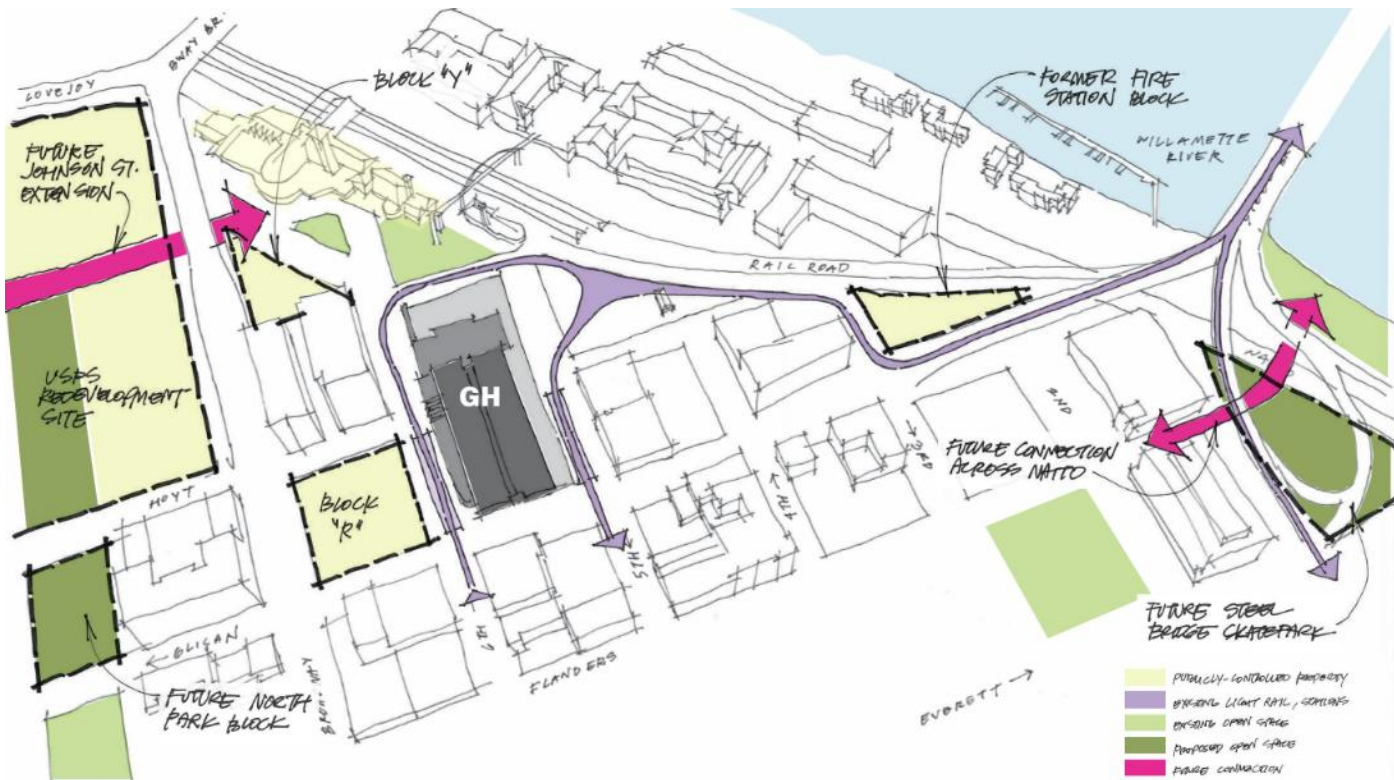 BWAY BR.
LOVEJOY
BLOCK "Y"
FORMER FIRE
STATION BLOCK
WILLAMETTE
RIVER
FUTURE
JOHNSON ST.
EXTENSION
RAIL ROAD
USPS
REDEVELOPMENT
SITE
GH
NA
2ND
3RD
FUTURE CONNECTION
ACROSS NAITO
4TH
HOYT
BLOCK
"R"
5TH
6TH
GLISAN
BROADWAY
FLANDERS
FUTURE NORTH
PARK BLOCK
EVERETT
FUTURE STEEL
BRIDGE SKATEPARK
PUBLICLY-CONTROLLED PROPERTY
EXISTING LIGHT RAIL, STATIONS
EXISTING OPEN SPACE
PROPOSED OPEN SPACE
FUTURE CONNECTION